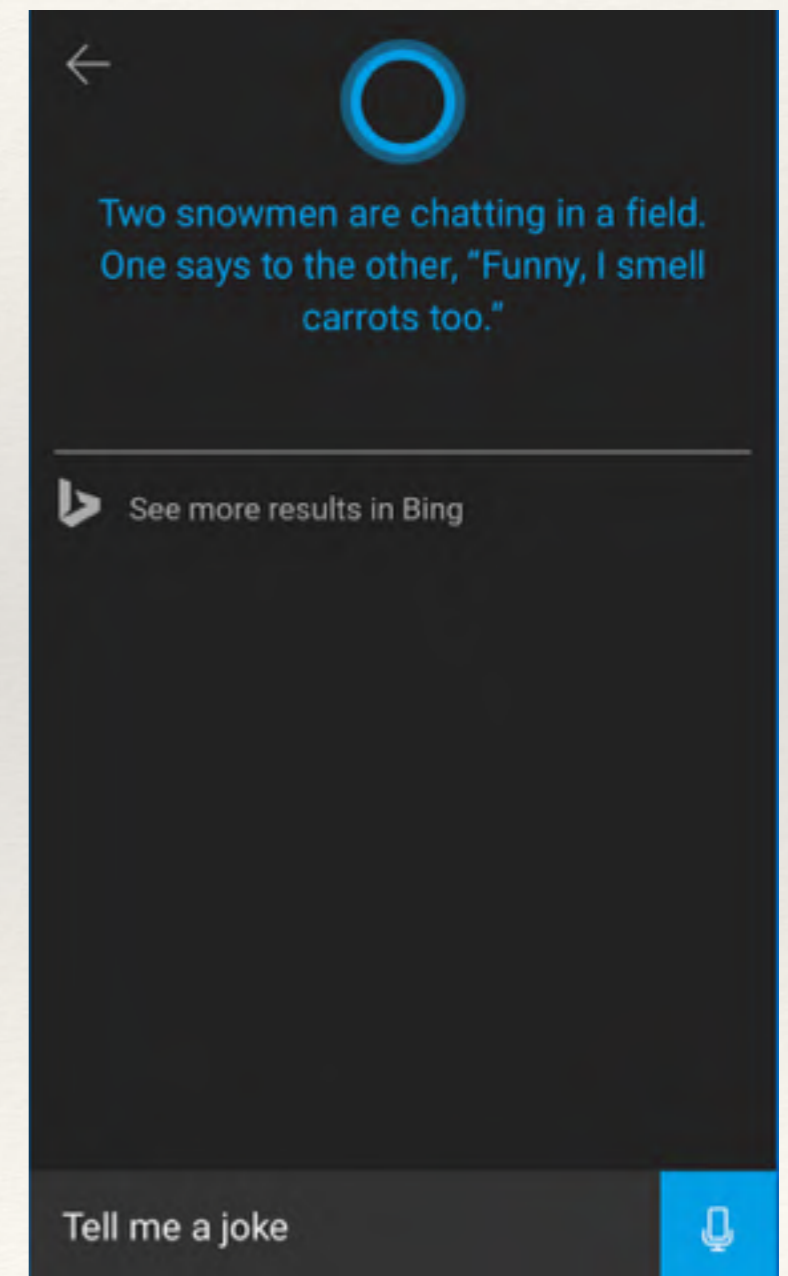 Two snowmen are chatting in a field.
One says to the other, “Funny, I smell
carrots too.”
See more results in Bing
Tell me a joke